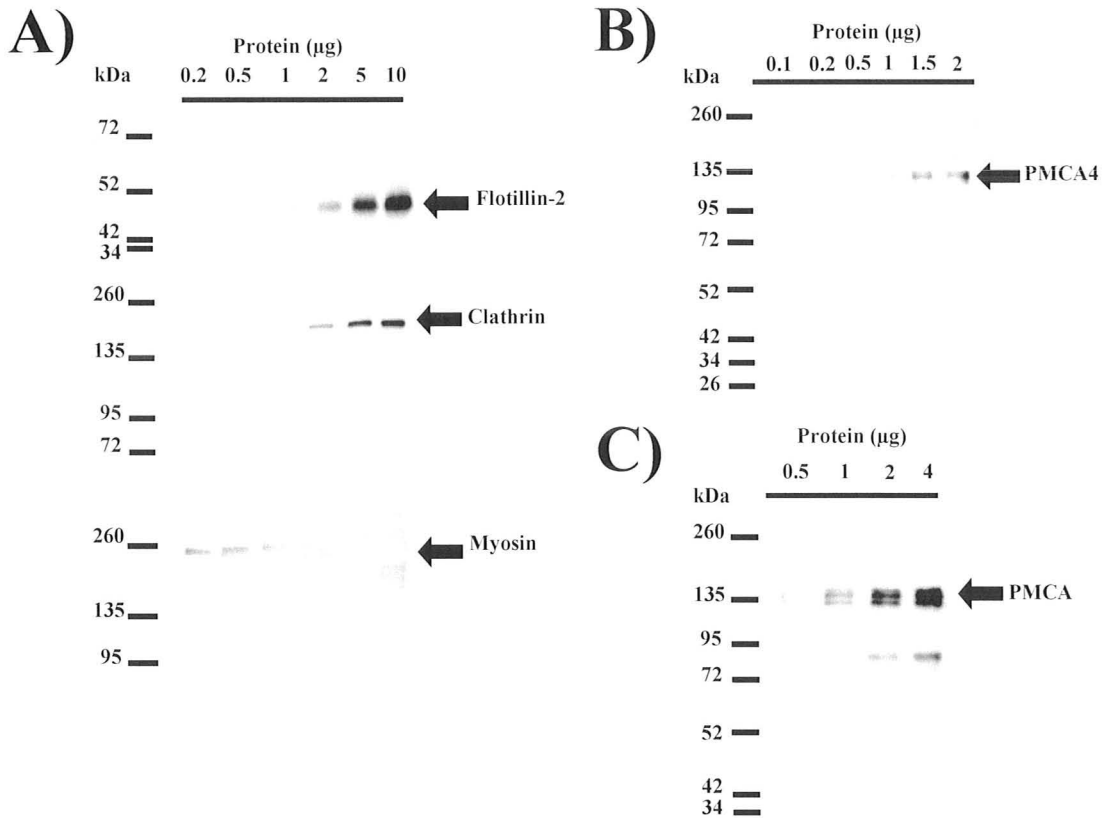 A)
Protein (µg)
kDa
0.2 0.5 1 2 5 10
72
52
42
34
Flotillin-2
260
135
95
72
Clathrin
260
135
95
Myosin
B)
Protein (µg)
kDa
0.1 0.2 0.5 1 1.5 2
260
135
95
72
52
42
34
26
PMCA4
C)
Protein (µg)
0.5 1 2 4
kDa
260
135
95
72
52
42
34
PMCA